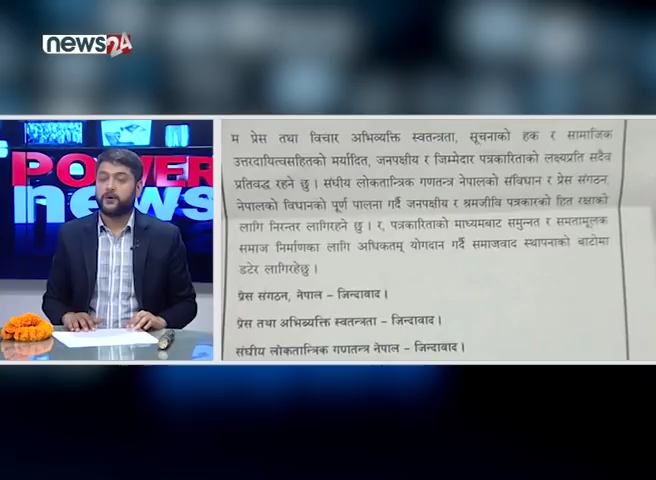 news24
POWER
news
म प्रेस तथा विचार अभिव्यक्ति स्वतन्त्रता, सूचनाको हक र सामाजिक
उत्तरदायित्वसहितको मर्यादित, जनपक्षीय र जिम्मेदार पत्रकारिताको लक्ष्यप्रति सदैव
प्रतिवद्ध रहने छु । संघीय लोकतान्त्रिक गणतन्त्र नेपालको संविधान र प्रेस संगठन,
नेपालको विधानको पूर्ण पालना गर्दै जनपक्षीय र श्रमजीवि पत्रकारको हित रक्षाको
लागि निरन्तर लागिरहने छु । र, पत्रकारिताको माध्यमबाट समुन्नत र समतामूलक
समाज निर्माणका लागि अधिकतम् योगदान गर्दै समाजवाद स्थापनाको बाटोमा
डटेर लागिरहेछु ।
प्रेस संगठन, नेपाल – जिन्दावाद ।
प्रेस तथा अभिव्यक्ति स्वतन्त्रता – जिन्दावाद ।
संघीय लोकतान्त्रिक गणतन्त्र नेपाल – जिन्दावाद ।